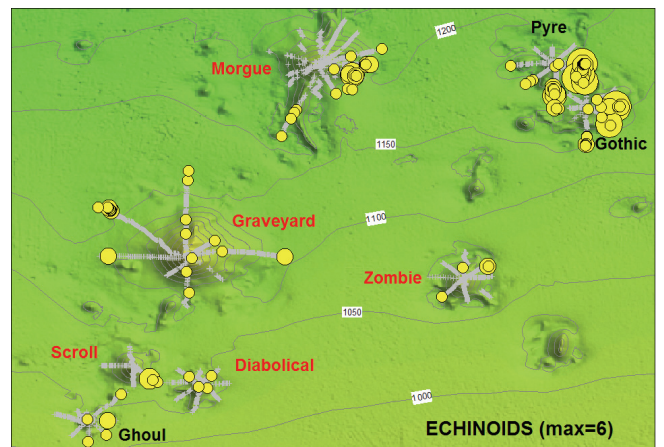 1200
Pyre
Morgue
1150
Gothic
1100
Graveyard
Zombie
1050
Scroll
Diabolical
1000
Ghoul
ECHINOIDS (max=6)